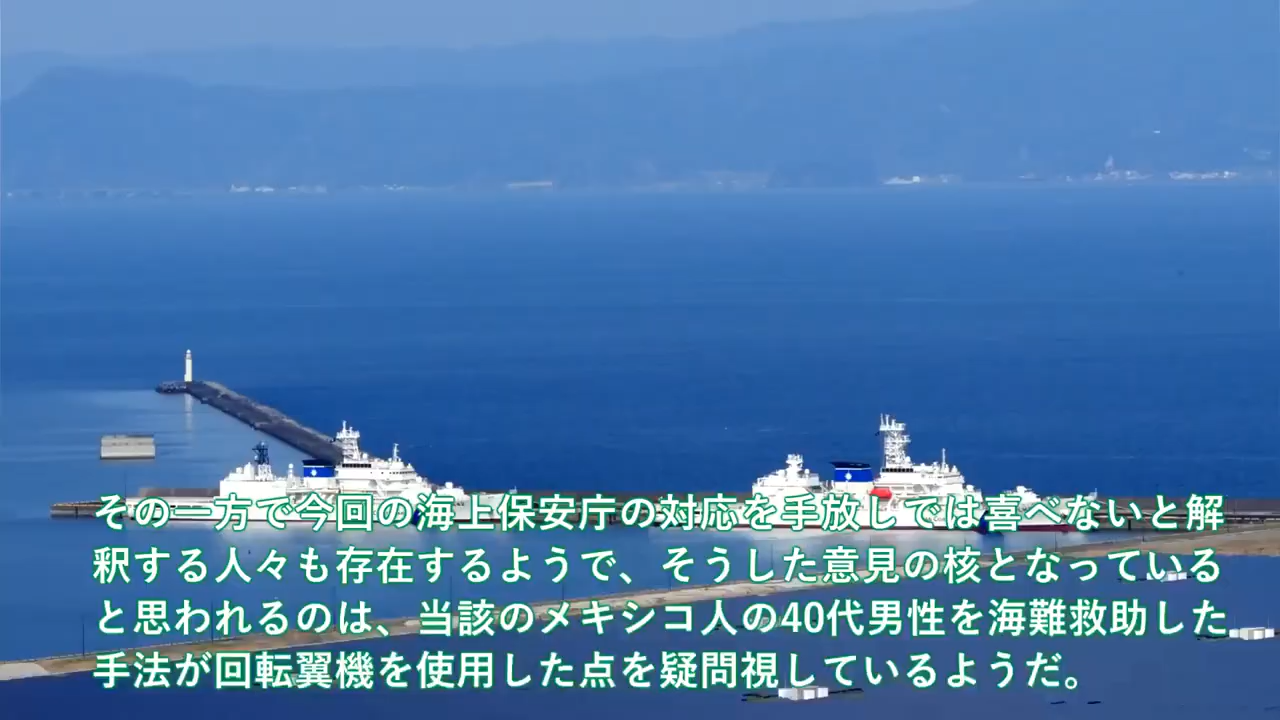 その一方で今回の海上保安庁の対応を手放しでは喜べないと解
釈する人々も存在するようで、そうした意見の核となっている
と思われるのは、当該のメキシコ人の40代男性を海難救助した
手法が回転翼機を使用した点を疑問視しているようだ。